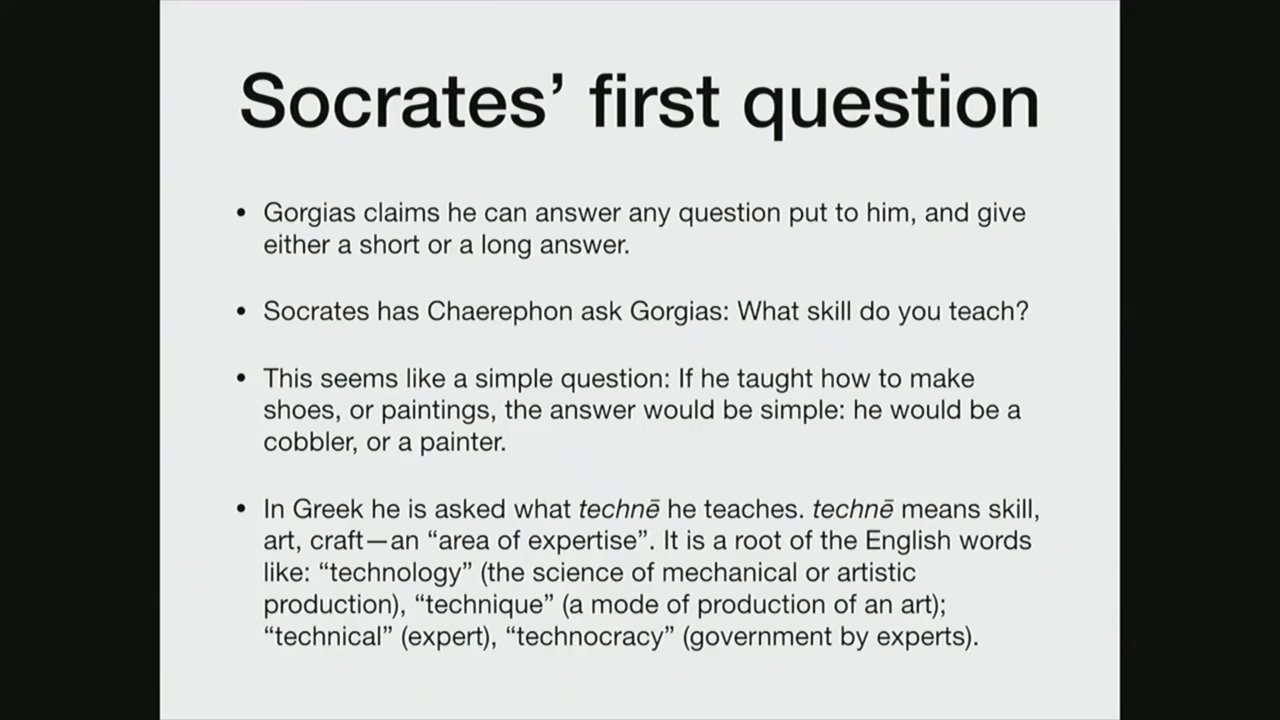 Socrates’ first question
• Gorgias claims he can answer any question put to him, and give
either a short or a long answer.
• Socrates has Chaerephon ask Gorgias: What skill do you teach?
• This seems like a simple question: If he taught how to make
shoes, or paintings, the answer would be simple: he would be a
cobbler, or a painter.
• In Greek he is asked what technē he teaches. technē means skill,
art, craft—an “area of expertise”. It is a root of the English words
like: “technology” (the science of mechanical or artistic
production), “technique” (a mode of production of an art);
“technical” (expert), “technocracy” (government by experts).